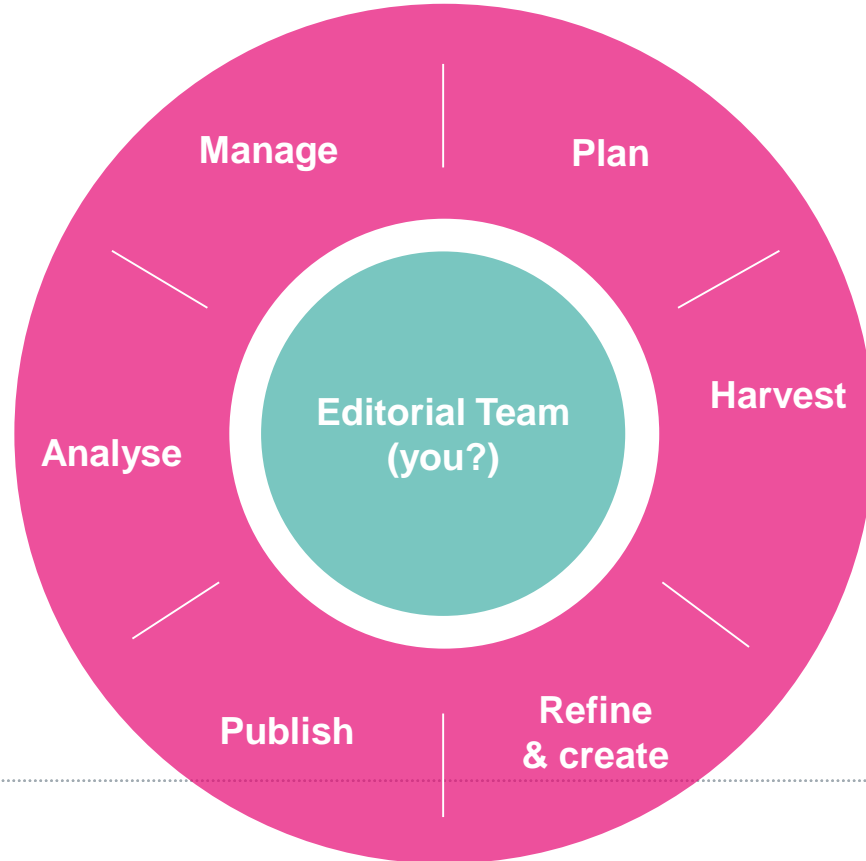 Manage
Plan
Harvest
Editorial Team
(you?)
Analyse
Refine
& create
Publish